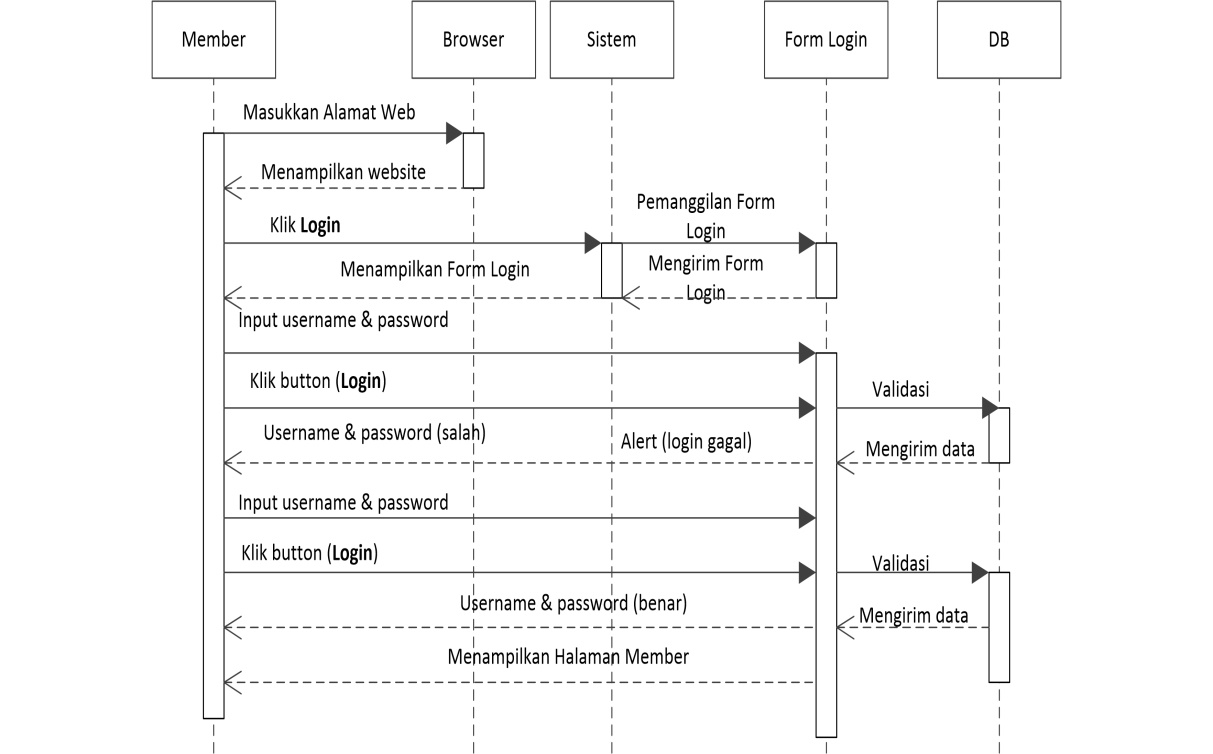 Member
Browser
Sistem
Form Login
DB
Masukkan Alamat Web
Menampilkan website
Klik Login
Pemanggilan Form
Login
Menampilkan Form Login
Mengirim Form
Login
Input username & password
Klik button (Login)
Validasi
Username & password (salah)
Alert (login gagal)
Mengirim data
Input username & password
Klik button (Login)
Validasi
Username & password (benar)
Mengirim data
Menampilkan Halaman Member